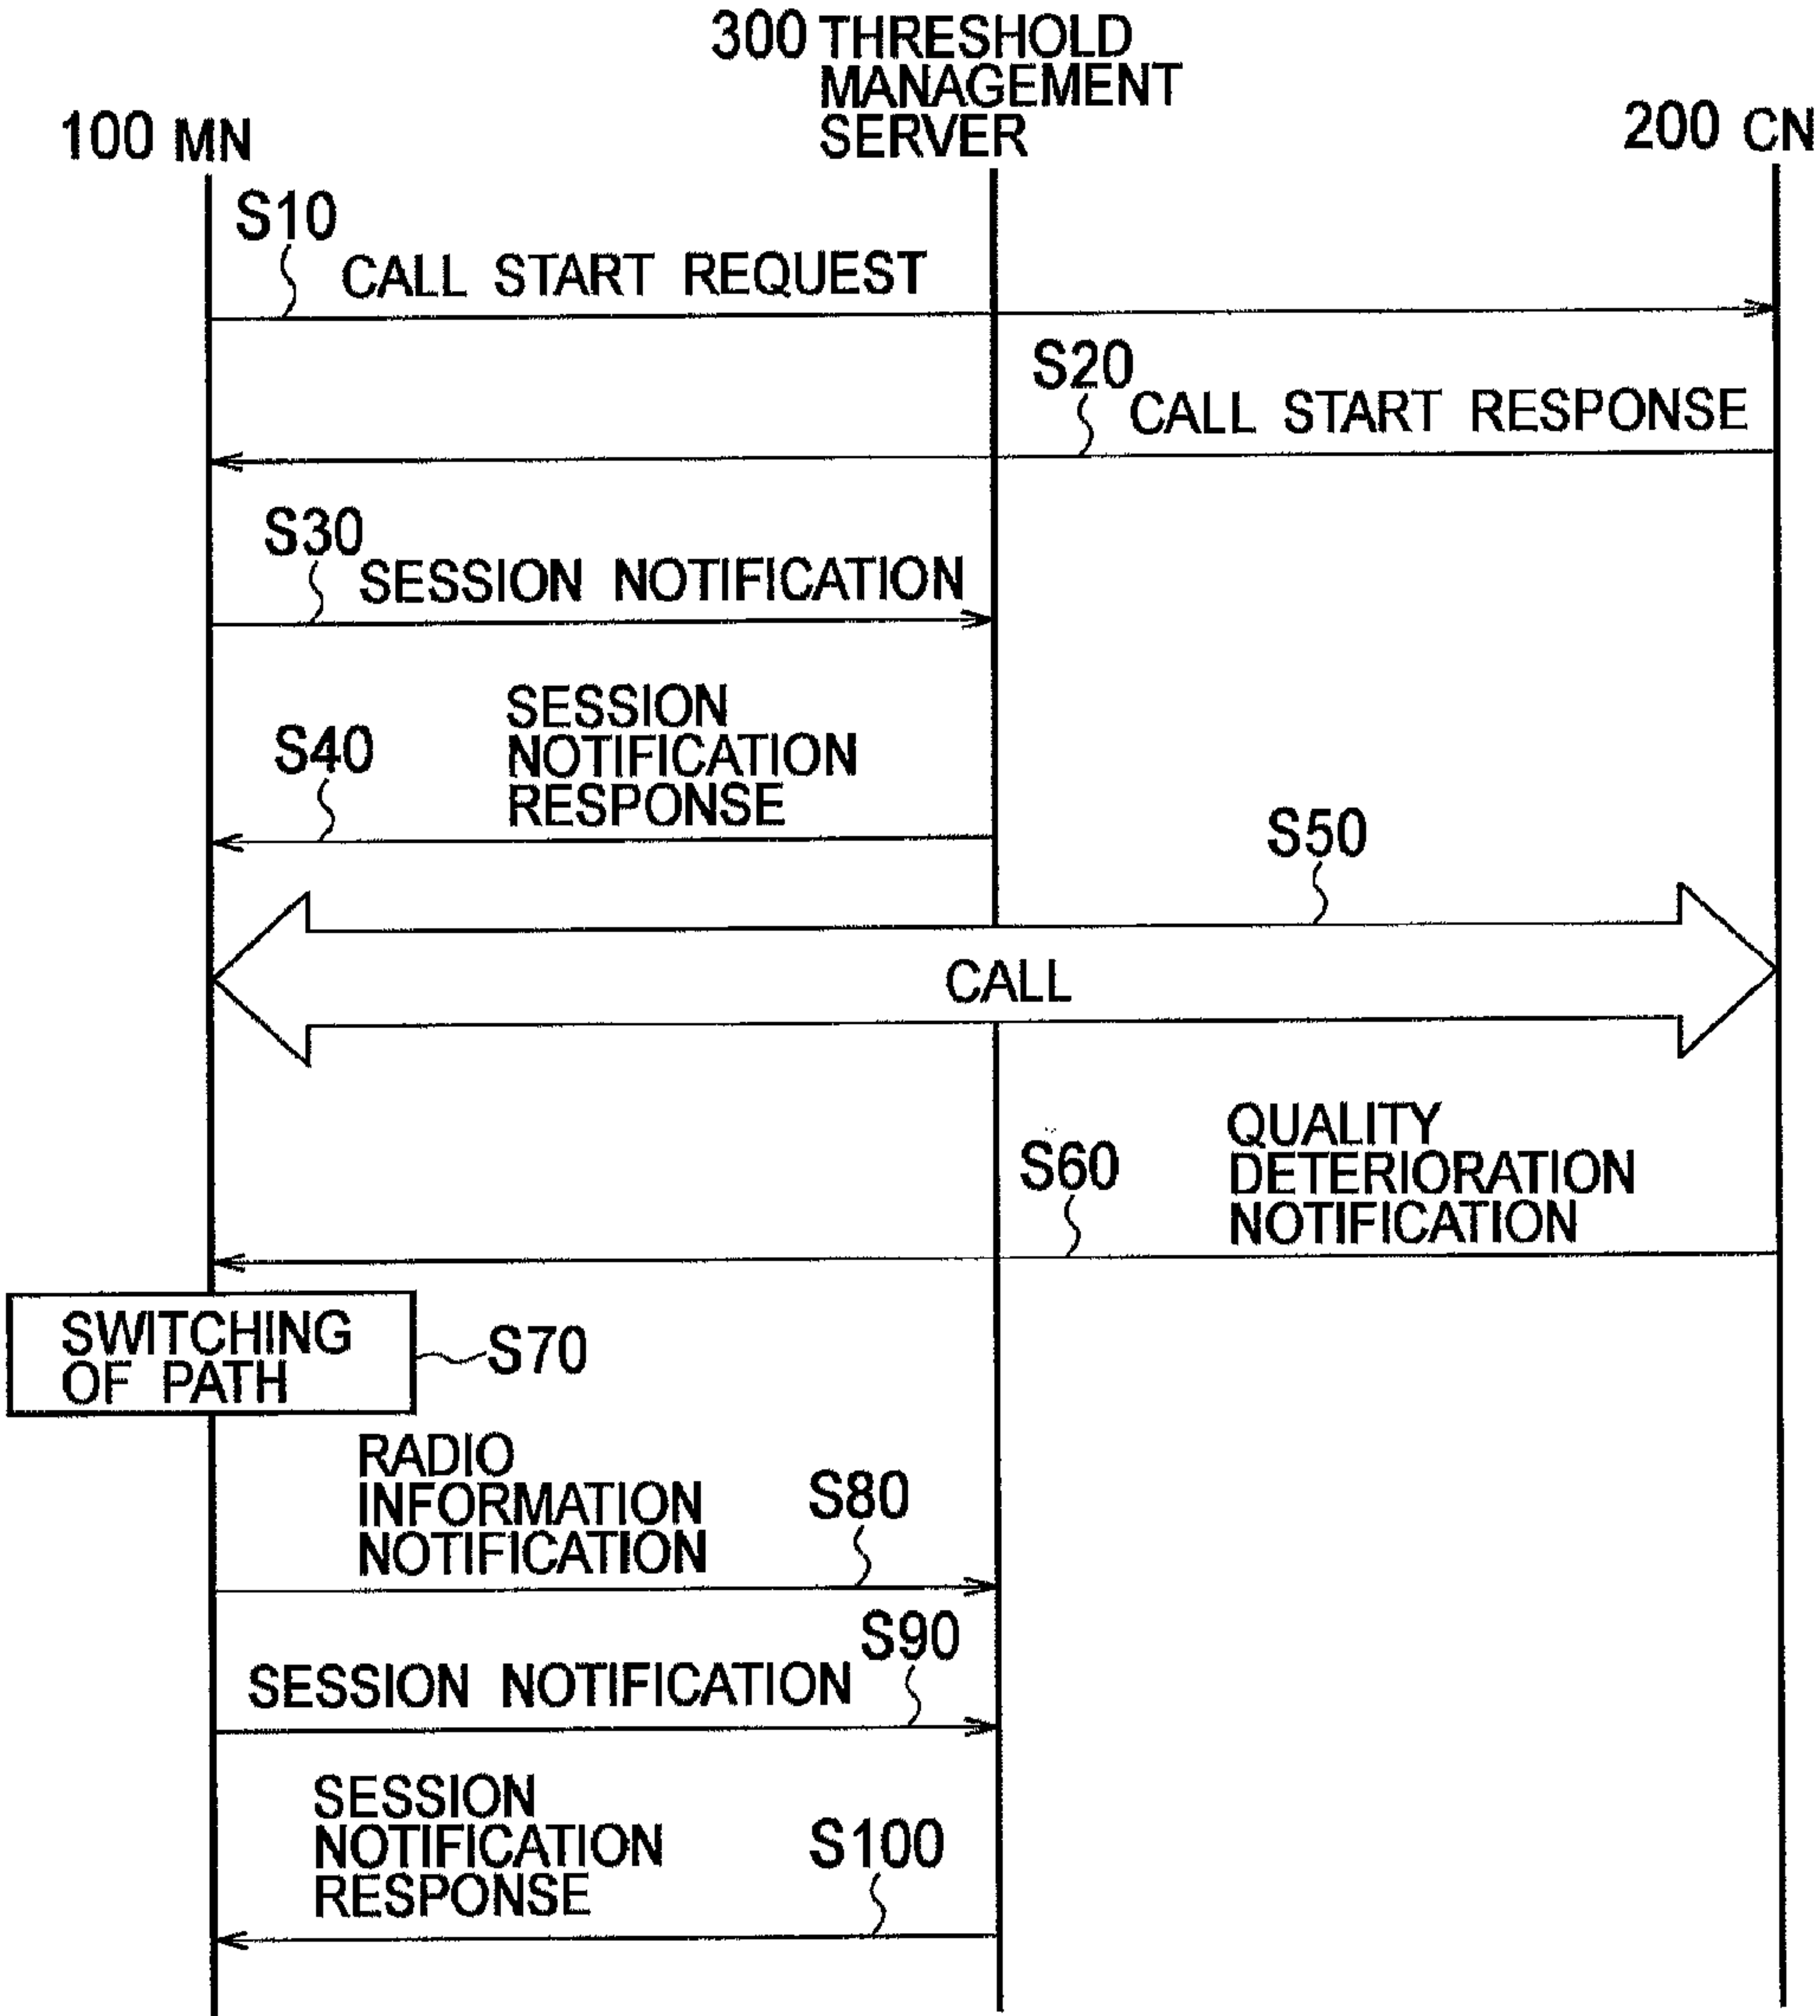 300 THRESHOLD
MANAGEMENT
SERVER
100 MN
200 CN
S10
CALL START REQUEST
S20
CALL START RESPONSE
S30
SESSION NOTIFICATION
SESSION
NOTIFICATION
RESPONSE
S40
S50
CALL
QUALITY
DETERIORATION
NOTIFICATION
S60
SWITCHING
OF PATH
S70
RADIO
INFORMATION
NOTIFICATION
S80
S90
SESSION NOTIFICATION
SESSION
NOTIFICATION
RESPONSE
S100